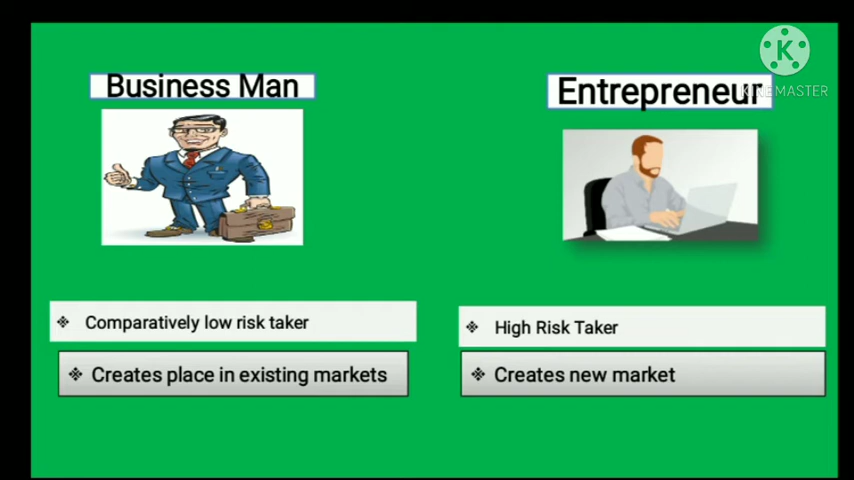 Business Man
Entrepreneur
K
KINEMASTER
❖ Comparatively low risk taker
❖ High Risk Taker
❖ Creates place in existing markets
❖ Creates new market